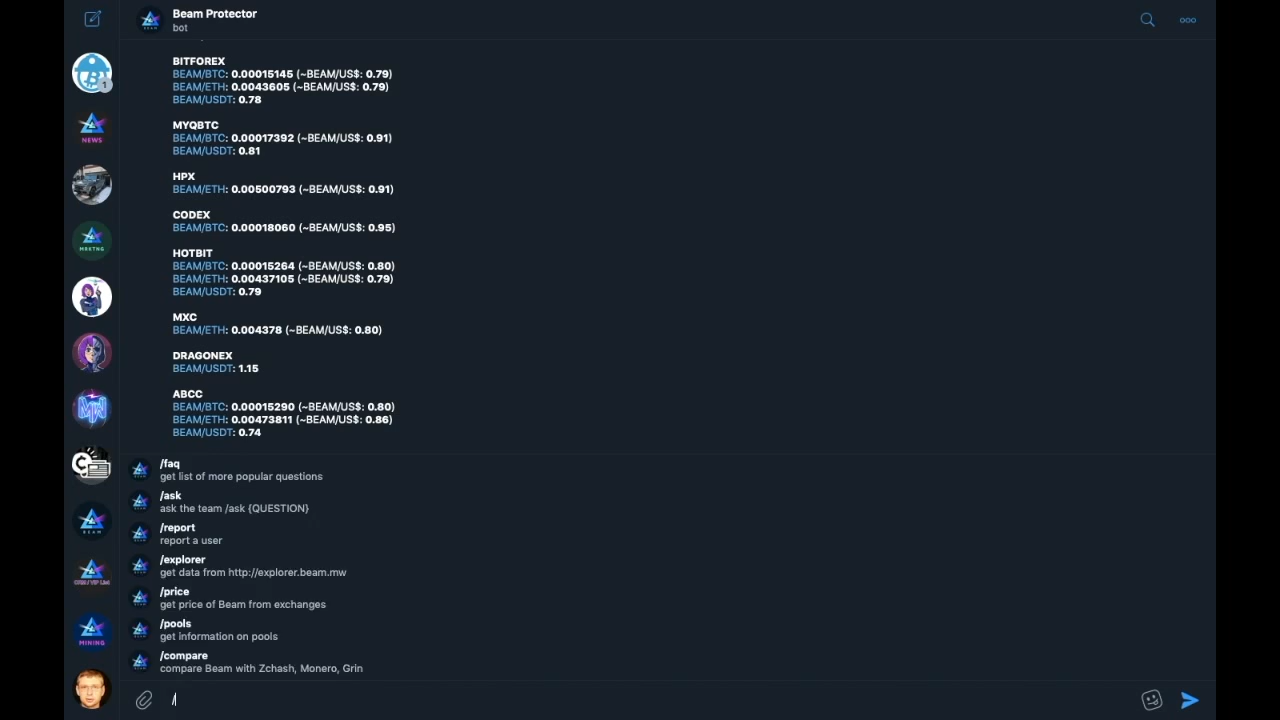 Beam Protector
bot
BITFOREX
BEAM/BTC: 0.00015145 (~BEAM/US$: 0.79)
BEAM/ETH: 0.0043605 (~BEAM/US$: 0.79)
BEAM/USDT: 0.78
MYQBTC
BEAM/BTC: 0.00017392 (~BEAM/US$: 0.91)
BEAM/USDT: 0.81
HPX
BEAM/ETH: 0.00500793 (~BEAM/US$: 0.91)
CODEX
BEAM/BTC: 0.00018060 (~BEAM/US$: 0.95)
HOTBIT
BEAM/BTC: 0.00015264 (~BEAM/US$: 0.80)
BEAM/ETH: 0.00437105 (~BEAM/US$: 0.79)
BEAM/USDT: 0.79
MXC
BEAM/ETH: 0.004378 (~BEAM/US$: 0.80)
DRAGONEX
BEAM/USDT: 1.15
ABCC
BEAM/BTC: 0.00015290 (~BEAM/US$: 0.80)
BEAM/ETH: 0.00473811 (~BEAM/US$: 0.86)
BEAM/USDT: 0.74
/faq
get list of more popular questions
/ask
ask the team /ask {QUESTION}
/report
report a user
/explorer
get data from http://explorer.beam.mw
/price
get price of Beam from exchanges
/pools
get information on pools
/compare
compare Beam with Zchash, Monero, Grin
/
1
NEWS
MRKTNG
MW
BEAM
MINING